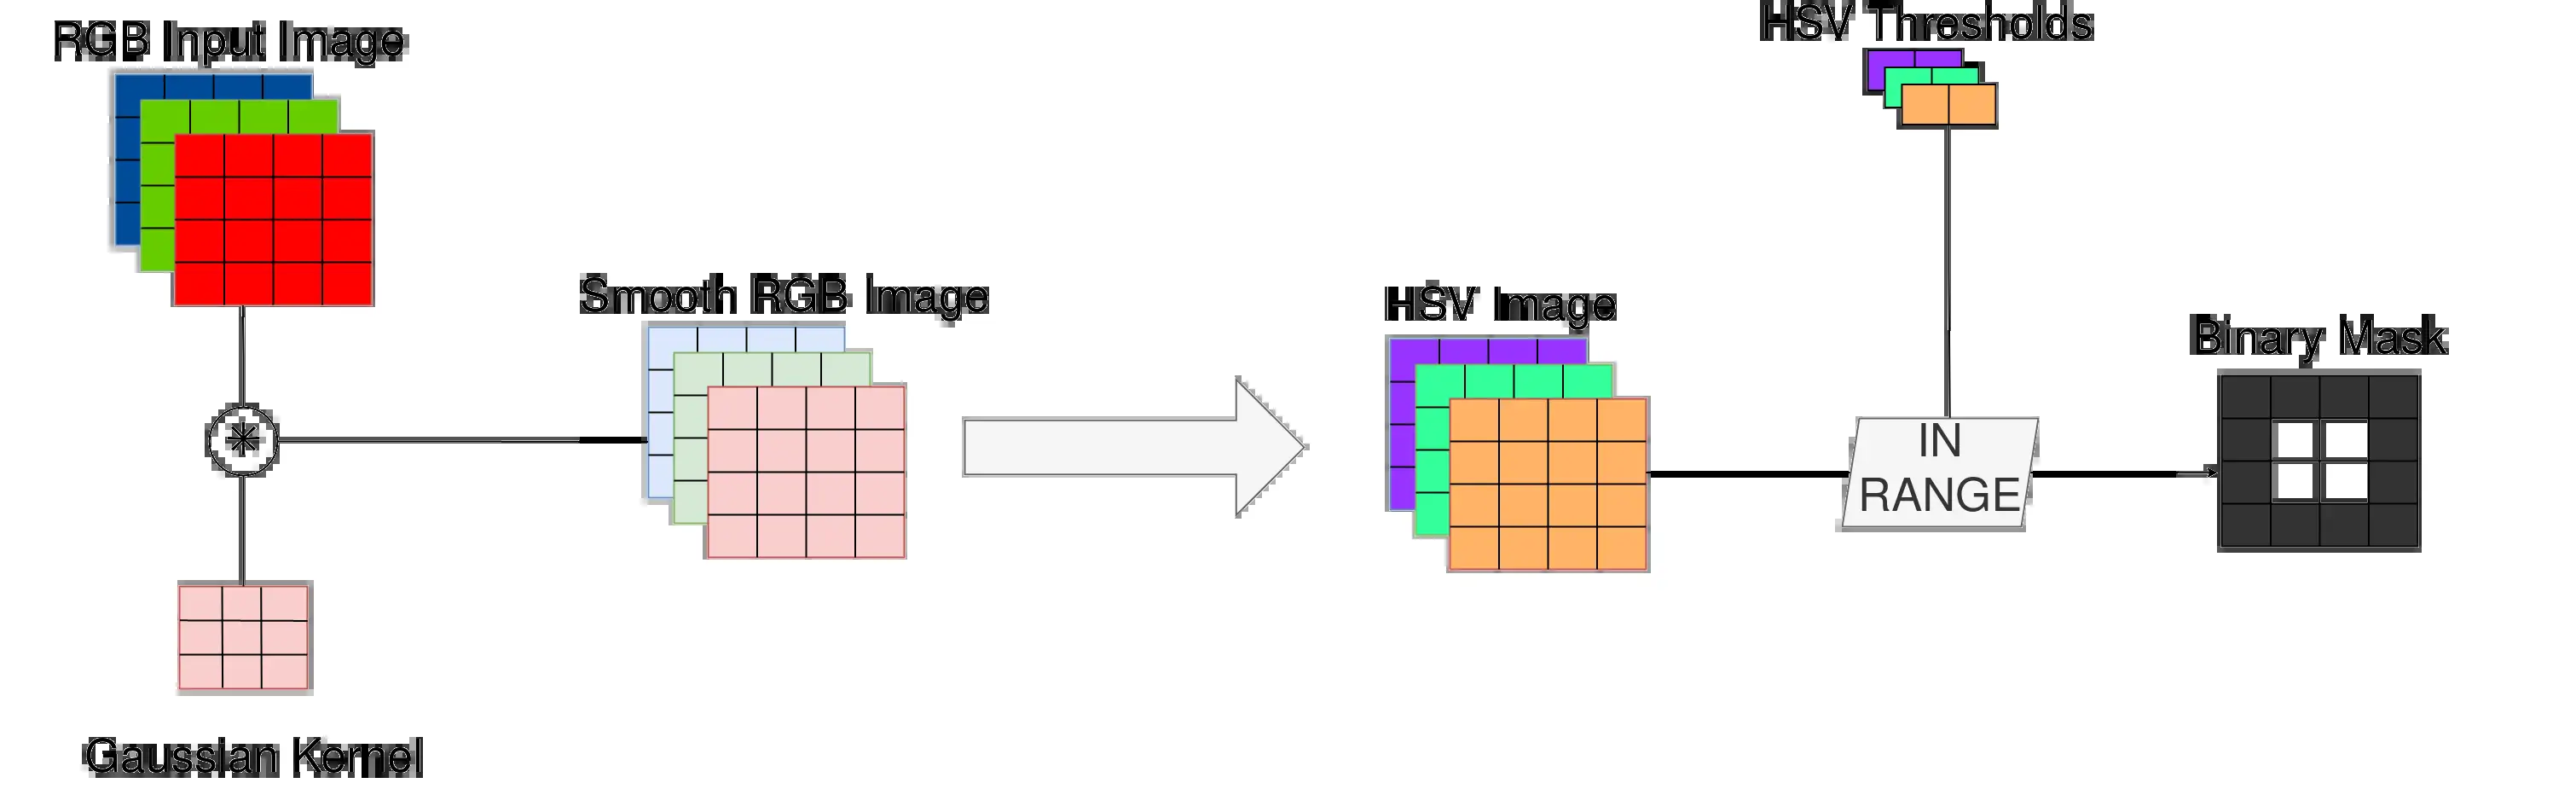 RGB Input Image
HSV Thresholds
Smooth RGB Image
HSV Image
Binary Mask
*
IN
RANGE
Gaussian Kernel